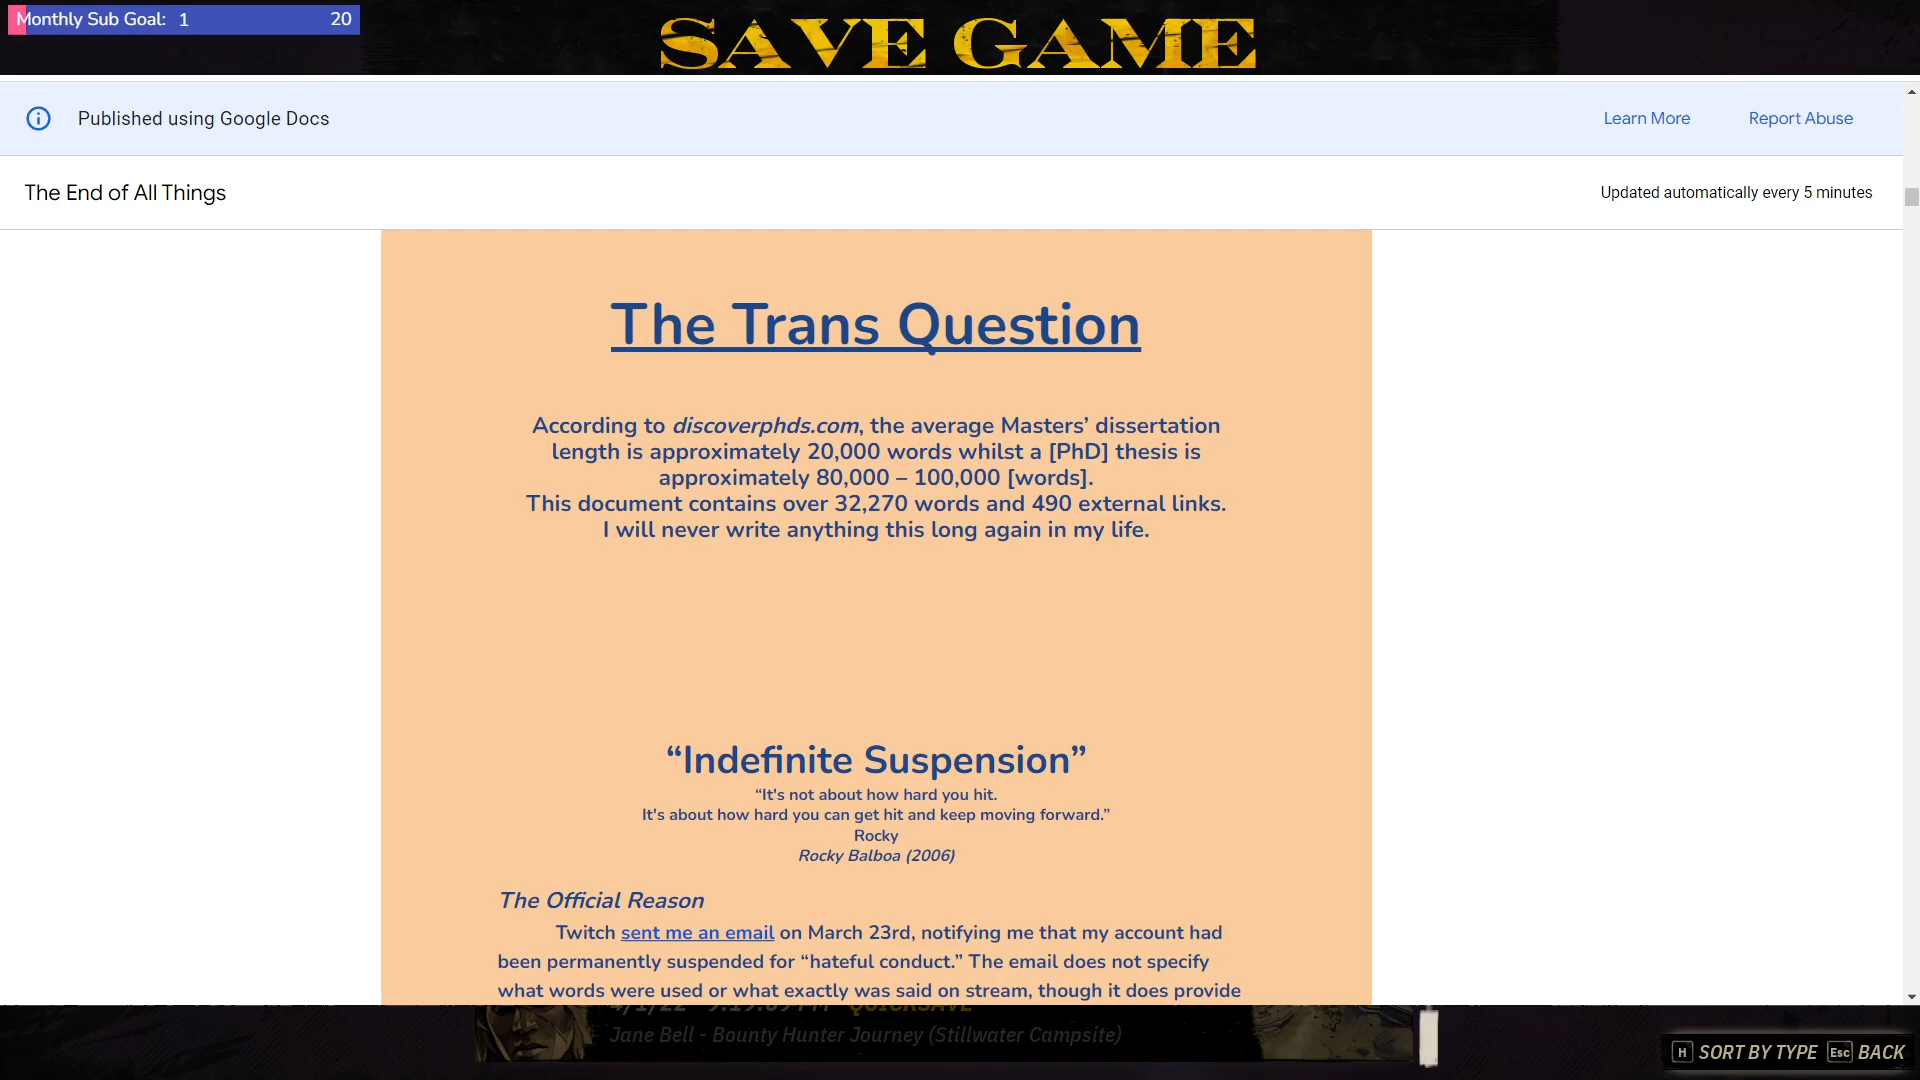 Monthly Sub Goal: 1 20
SAVE GAME
Published using Google Docs
Learn More
Report Abuse
The End of All Things
Updated automatically every 5 minutes
The Trans Question
According to discoverphds.com, the average Masters’ dissertation
length is approximately 20,000 words whilst a [PhD] thesis is
approximately 80,000 – 100,000 [words].
This document contains over 32,270 words and 490 external links.
I will never write anything this long again in my life.
“Indefinite Suspension”
“It's not about how hard you hit.
It's about how hard you can get hit and keep moving forward.”
Rocky
Rocky Balboa (2006)
The Official Reason
Twitch sent me an email on March 23rd, notifying me that my account had
been permanently suspended for “hateful conduct.” The email does not specify
what words were used or what exactly was said on stream, though it does provide
QUICKSAVE
Jane Bell - Bounty Hunter Journey (Stillwater Campsite)
H SORT BY TYPE Esc BACK